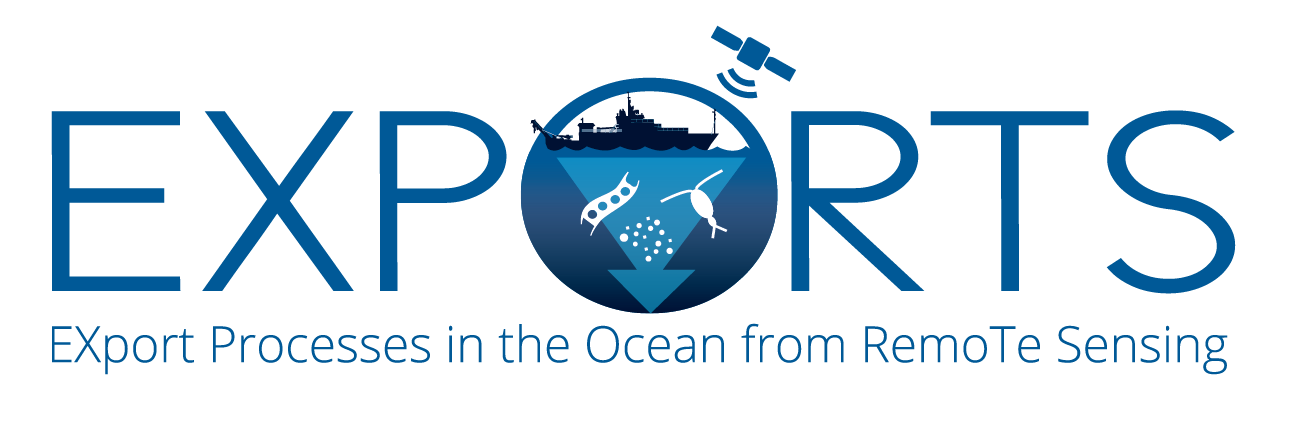 EXPORTS
EXport Processes in the Ocean from RemoTe Sensing